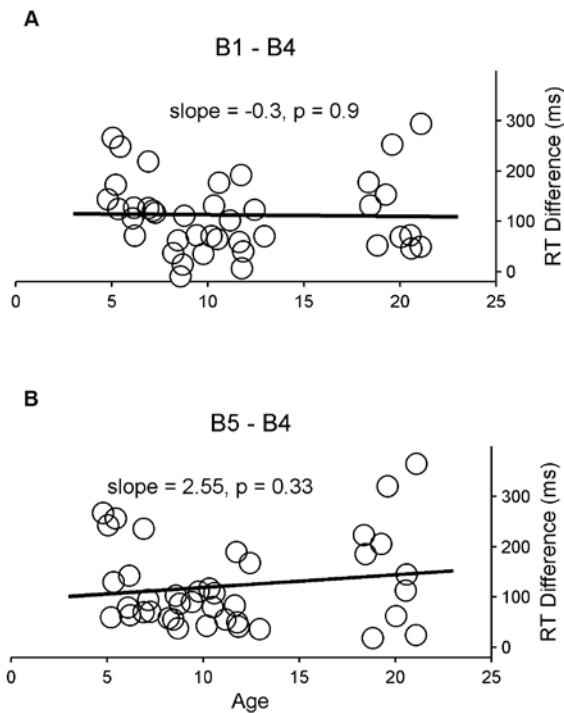 A
B1 - B4
slope = -0.3, p = 0.9
300
200
100
0
RT Difference (ms)
0 5 10 15 20 25
B
B5 - B4
slope = 2.55, p = 0.33
300
200
100
0
RT Difference (ms)
0 5 10 15 20 25
Age